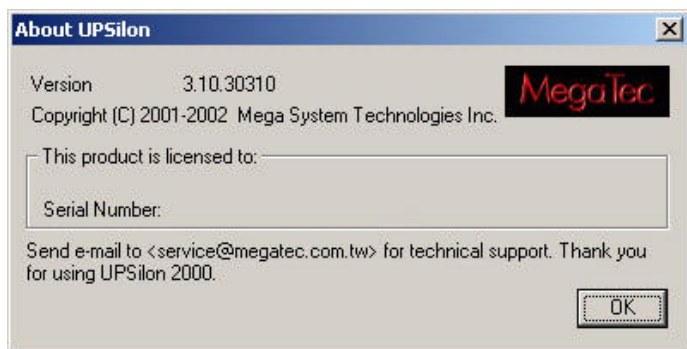 About UPSilon
Version 3.10.30310
MegaTec
Copyright (C) 2001-2002 Mega System Technologies Inc.
This product is licensed to:
Serial Number:
Send e-mail to <service@megatec.com.tw> for technical support. Thank you
for using UPSilon 2000.
OK